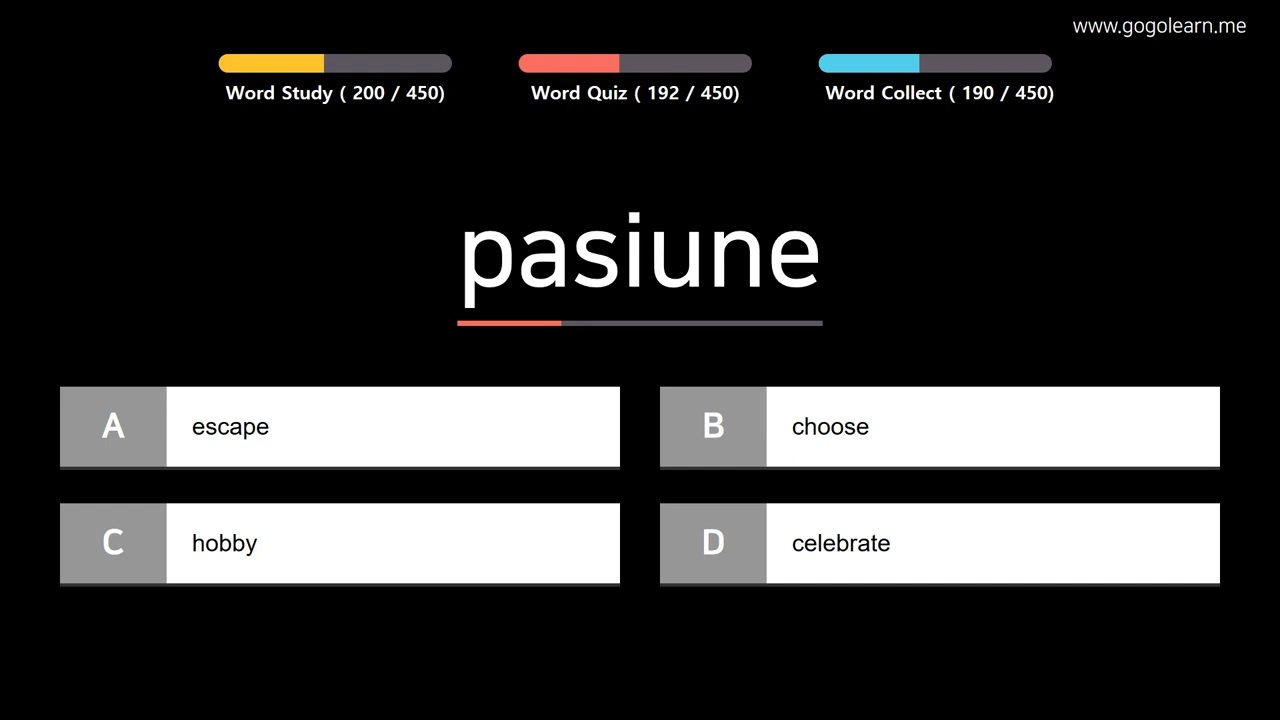 www.gogolearn.me
Word Study ( 200 / 450)
Word Quiz ( 192 / 450)
Word Collect ( 190 / 450)
pasiune
A escape
B choose
C hobby
D celebrate